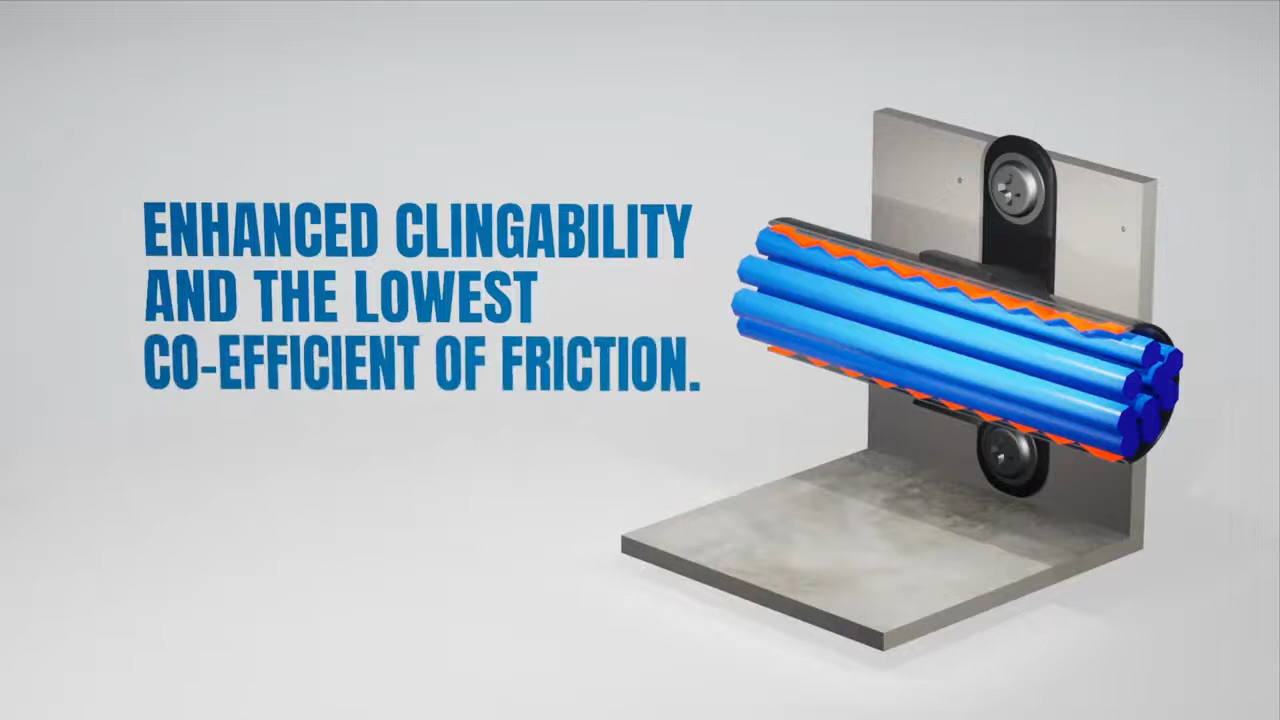 ENHANCED CLINGABILITY
AND THE LOWEST
CO-EFFICIENT OF FRICTION.